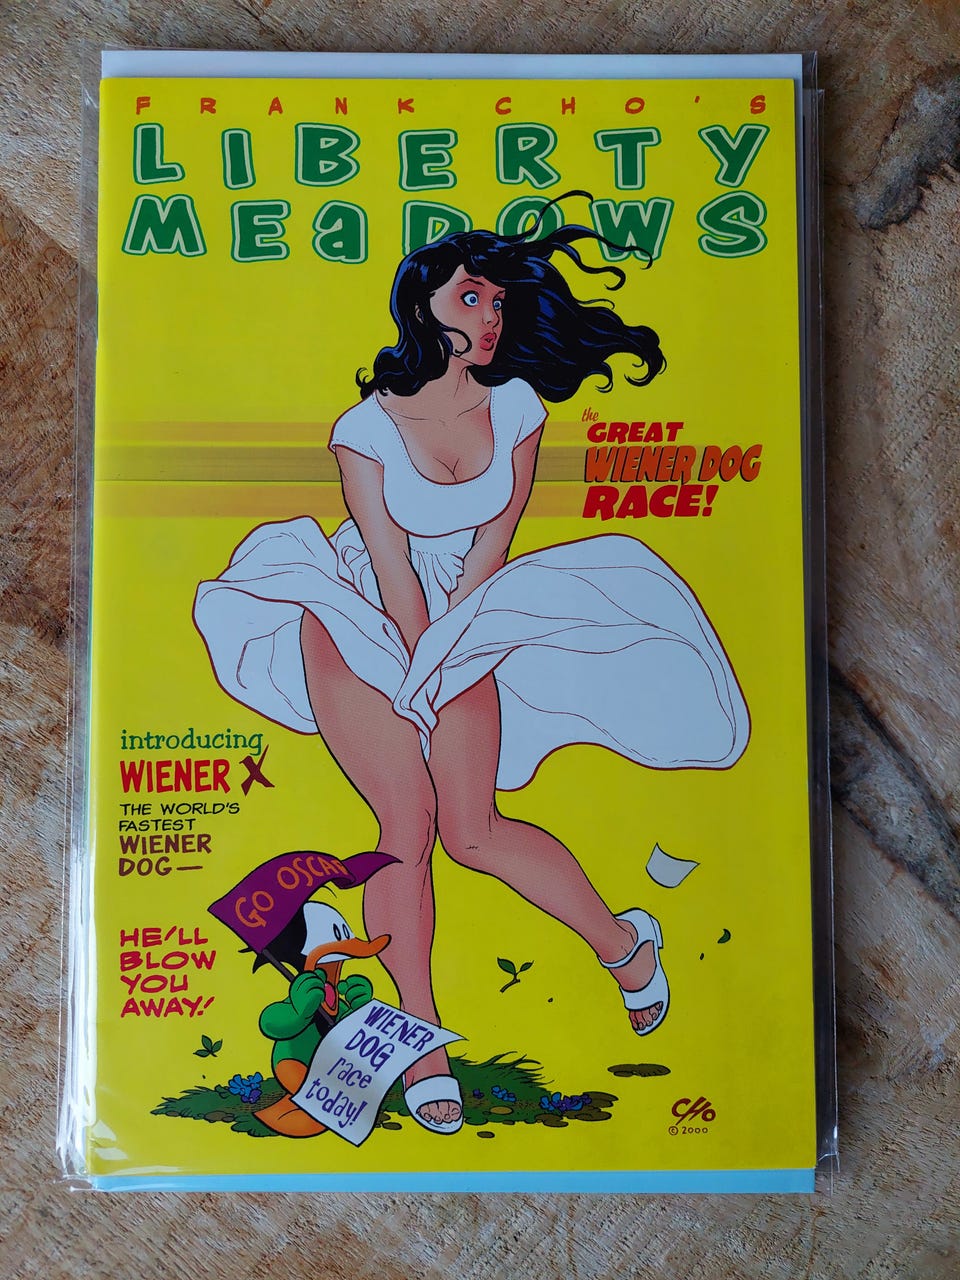 FRANK CHO'S
LIBERTY
MEADOWS
the
GREAT
WIENER DOG
RACE!
introducing
WIENER X
THE WORLD'S
FASTEST
WIENER
DOG—
HE'LL
BLOW
YOU
AWAY!
GO OSCAR
WIENER
DOG
race
today!
CHO
© 2000